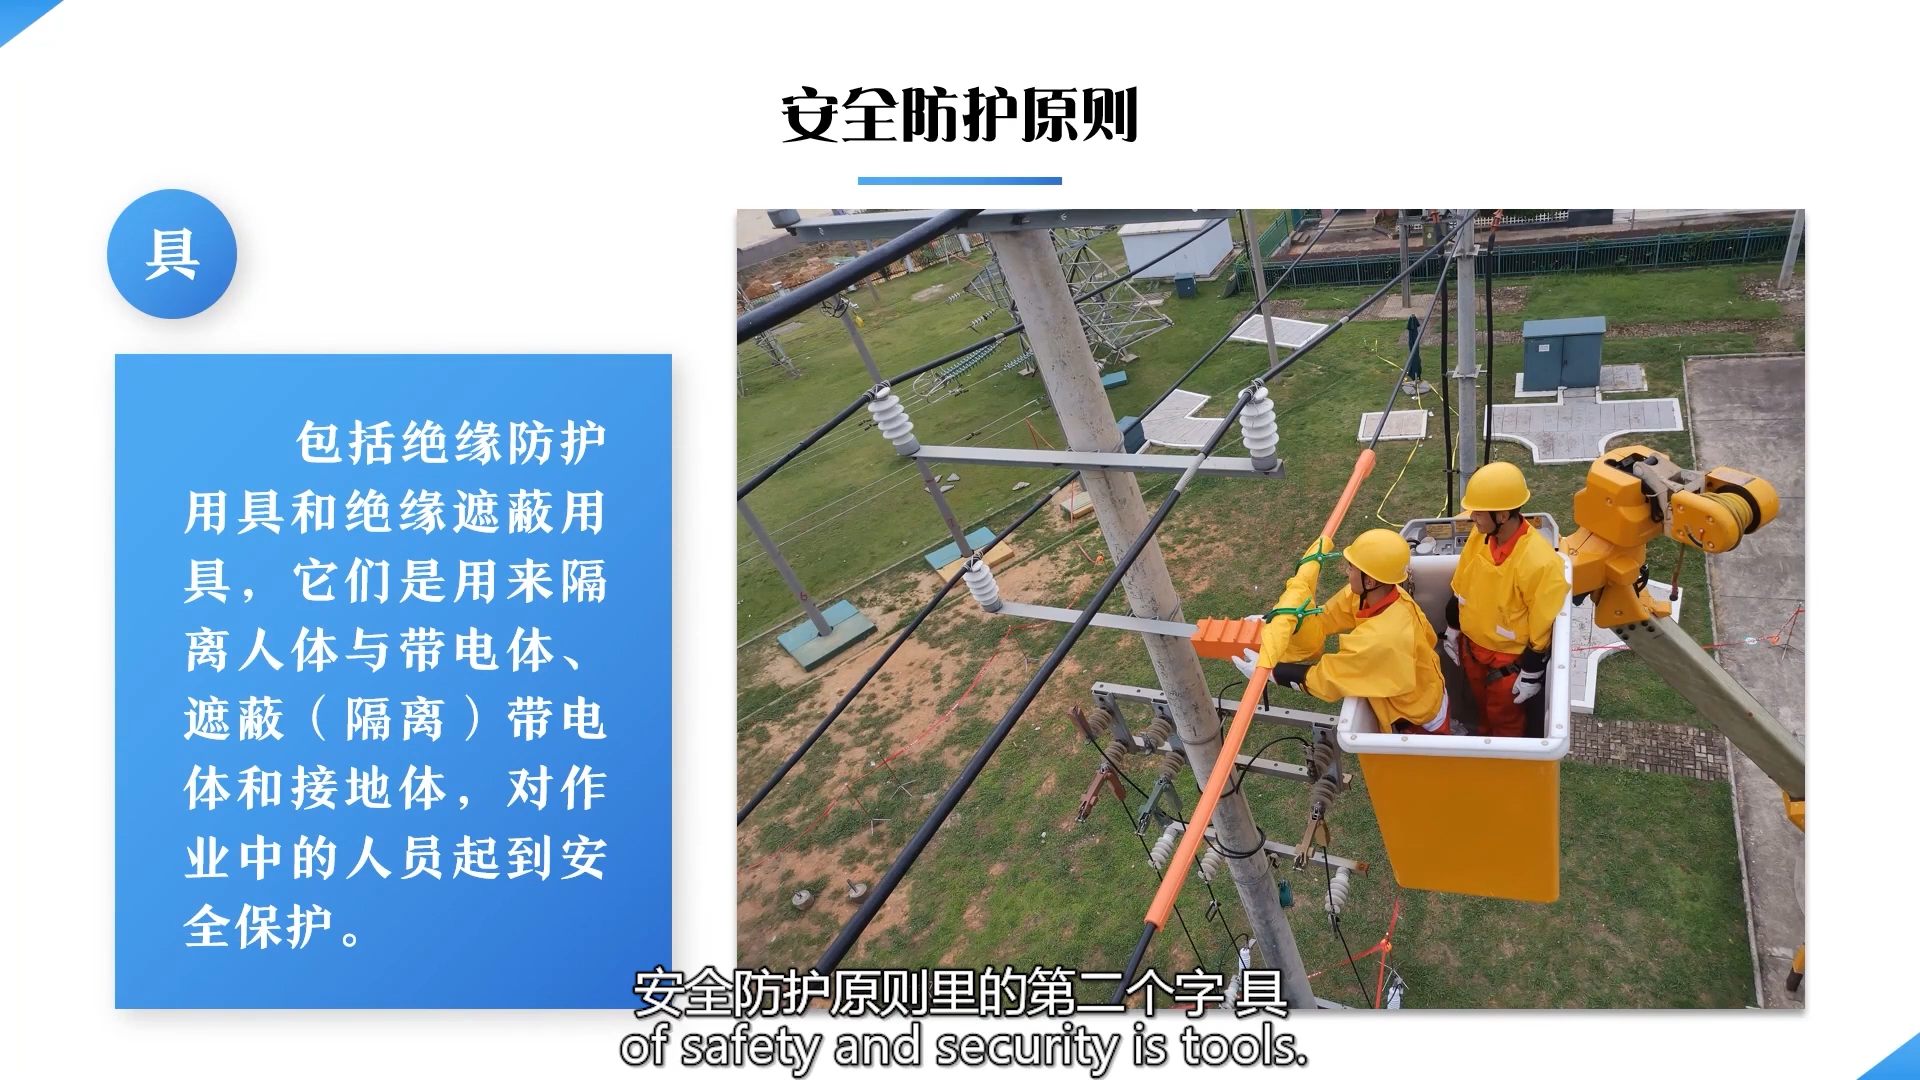 安全防护原则
具
包括绝缘防护
用具和绝缘遮蔽用
具，它们是用来隔
离人体与带电体、
遮蔽（隔离）带电
体和接地体，对作
业中的人员起到安
全保护。
安全防护原则里的第二个字 具
of safety and security is tools.